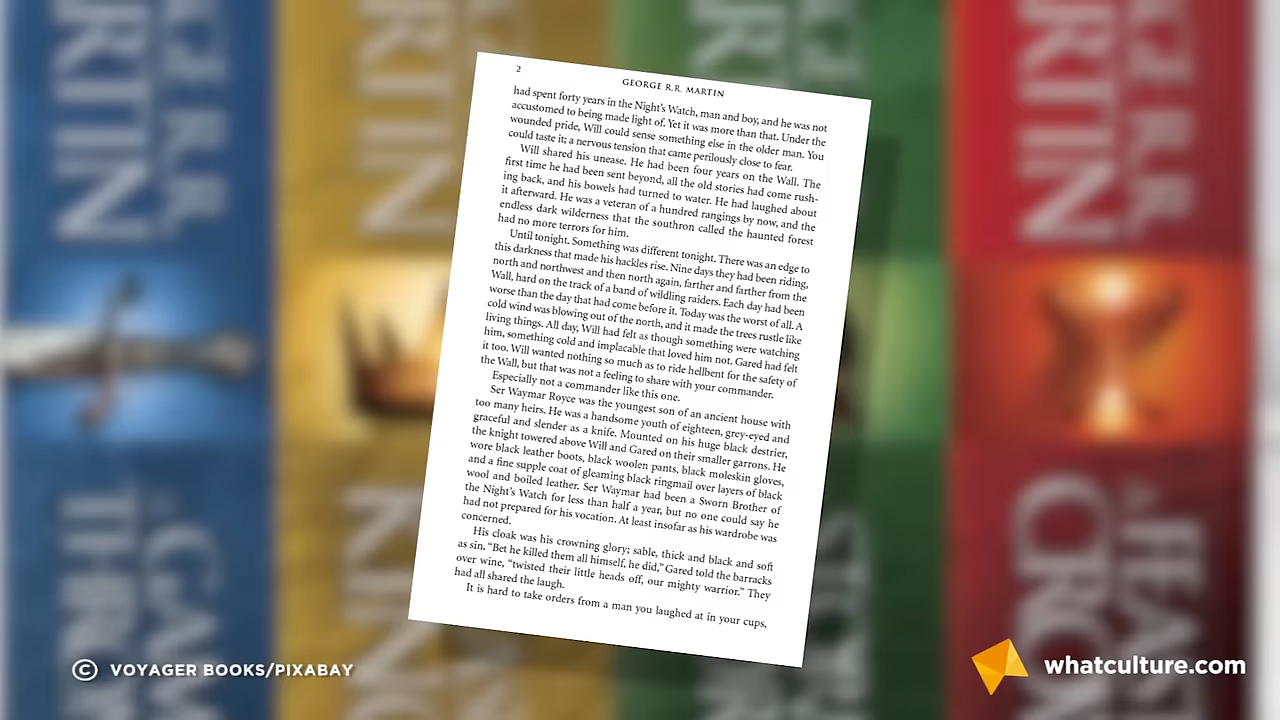 2
GEORGE R.R. MARTIN
had spent forty years in the Night's Watch, man and boy, and he was not
accustomed to being made light of. Yet it was more than that. Under the
wounded pride, Will could sense something else in the older man. You
could taste it; a nervous tension that came perilously close to fear.
Will shared his unease. He had been four years on the Wall. The
first time he had been sent beyond, all the old stories had come rush-
ing back, and his bowels had turned to water. He had laughed about
it afterward. He was a veteran of a hundred rangings by now, and the
endless dark wilderness that the southron called the haunted forest
had no more terrors for him.
Until tonight. Something was different tonight. There was an edge to
this darkness that made his hackles rise. Nine days they had been riding,
north and northwest and then north again, farther and farther from the
Wall, hard on the track of a band of wildling raiders. Each day had been
worse than the day that had come before it. Today was the worst of all. A
cold wind was blowing out of the north, and it made the trees rustle like
living things. All day, Will had felt as though something were watching
him, something cold and implacable that loved him not. Gared had felt
it too. Will wanted nothing so much as to ride hellbent for the safety of
the Wall, but that was not a feeling to share with your commander.
Especially not a commander like this one.
Ser Waymar Royce was the youngest son of an ancient house with
too many heirs. He was a handsome youth of eighteen, grey-eyed and
graceful and slender as a knife. Mounted on his huge black destrier,
the knight towered above Will and Gared on their smaller garrons. He
wore black leather boots, black woolen pants, black moleskin gloves,
and a fine supple coat of gleaming black ringmail over layers of black
wool and boiled leather. Ser Waymar had been a Sworn Brother of
the Night's Watch for less than half a year, but no one could say he
had not prepared for his vocation. At least insofar as his wardrobe was
concerned.
His cloak was his crowning glory; sable, thick and black and soft
as sin. "Bet he killed them all himself, he did," Gared told the barracks
over wine, "twisted their little heads off, our mighty warrior." They
had all shared the laugh.
It is hard to take orders from a man you laughed at in your cups,
© VOYAGER BOOKS/PIXABAY
whatculture.com